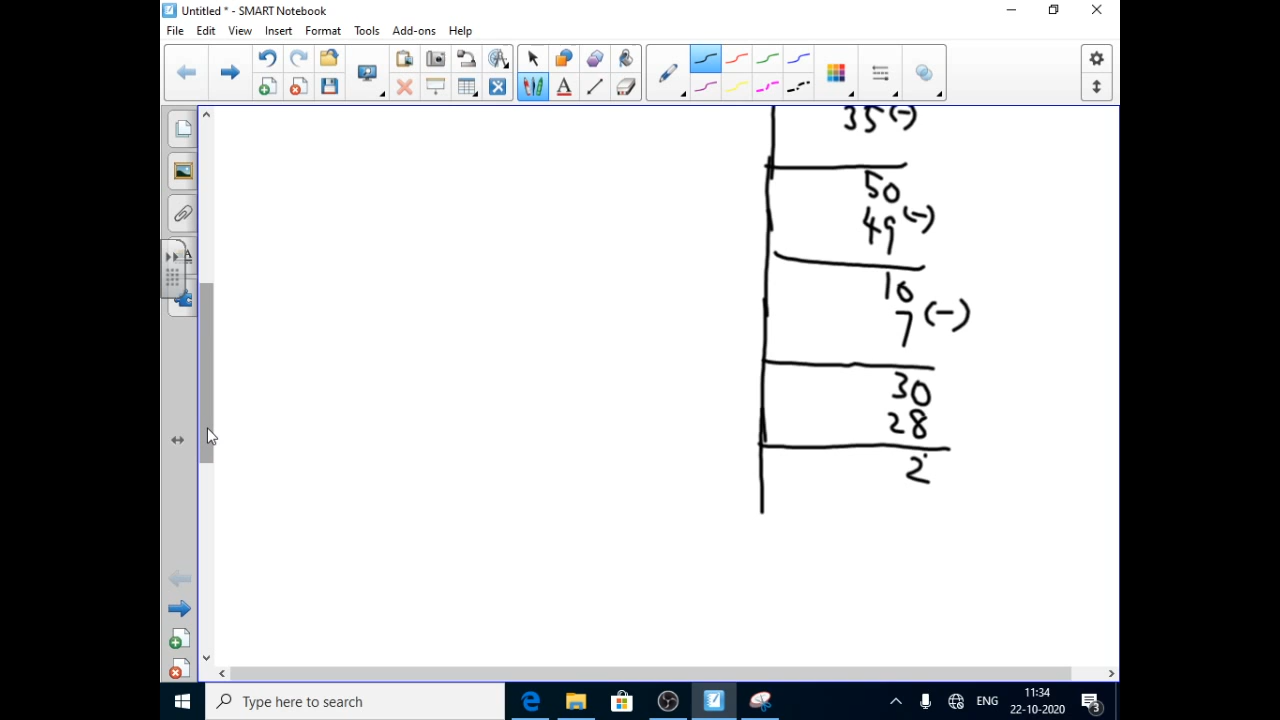 Untitled * - SMART Notebook
File Edit View Insert Format Tools Add-ons Help
35 (-)
50
49 (-)
10
7 (-)
30
28
2
Type here to search
ENG
11:34
22-10-2020
3